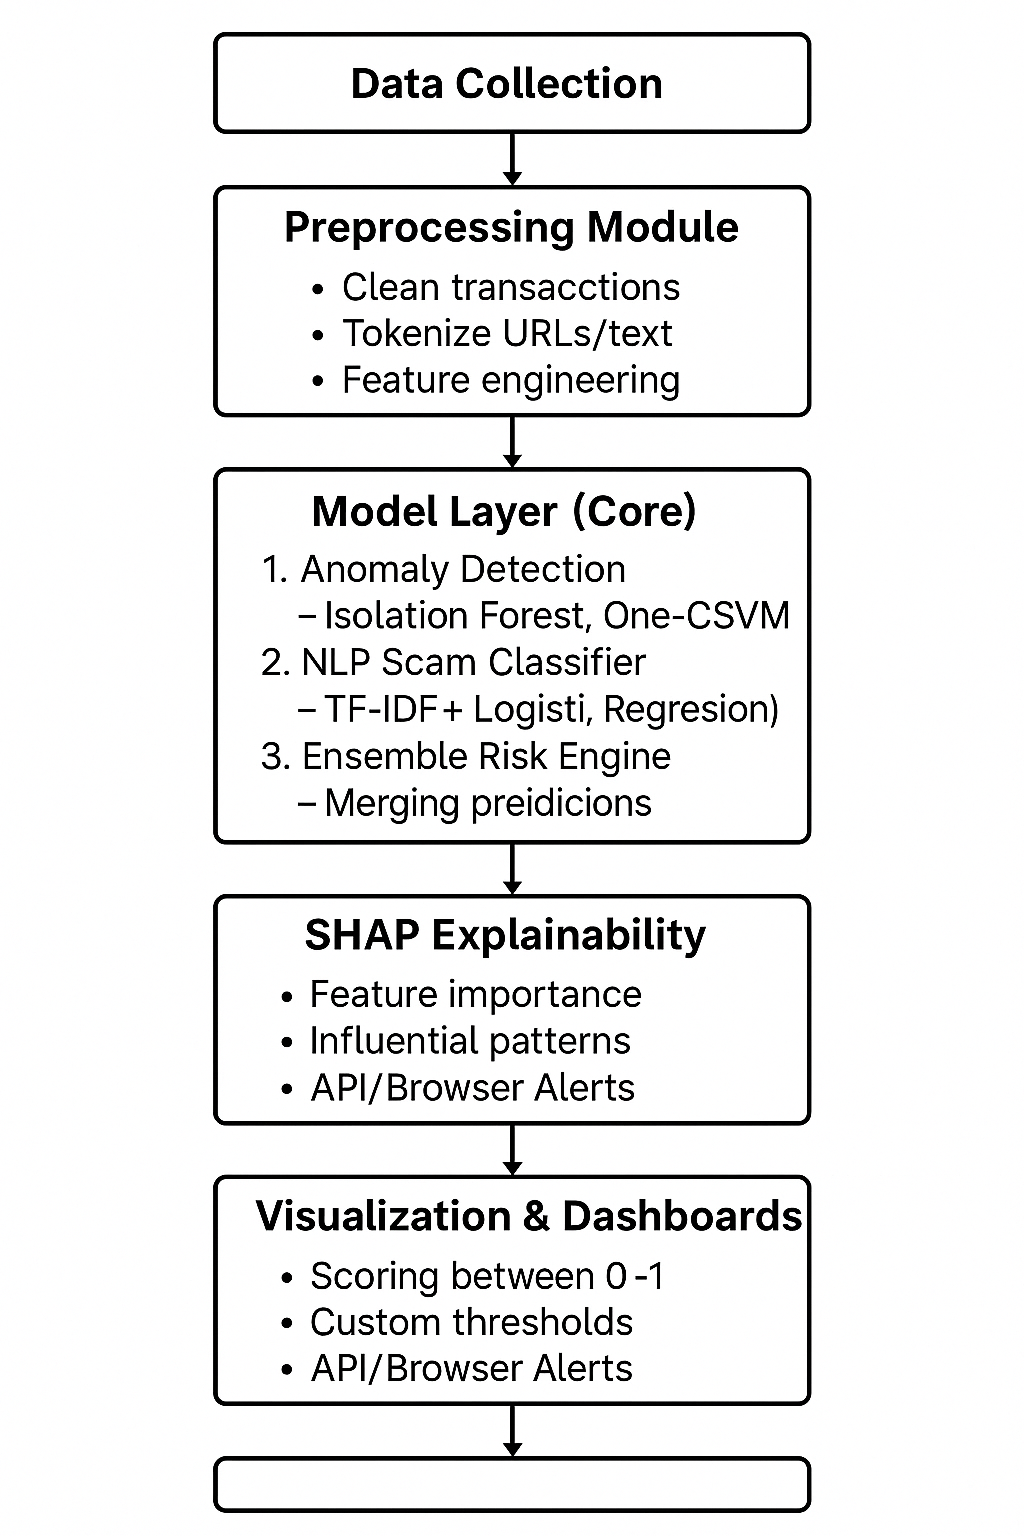 Data Collection
Preprocessing Module
• Clean transacctions
• Tokenize URLs/text
• Feature engineering
Model Layer (Core)
1. Anomaly Detection
– Isolation Forest, One-CSVM
2. NLP Scam Classifier
– TF-IDF+ Logisti, Regresion)
3. Ensemble Risk Engine
– Merging preidicions
SHAP Explainability
• Feature importance
• Influential patterns
• API/Browser Alerts
Visualization & Dashboards
• Scoring between 0-1
• Custom thresholds
• API/Browser Alerts